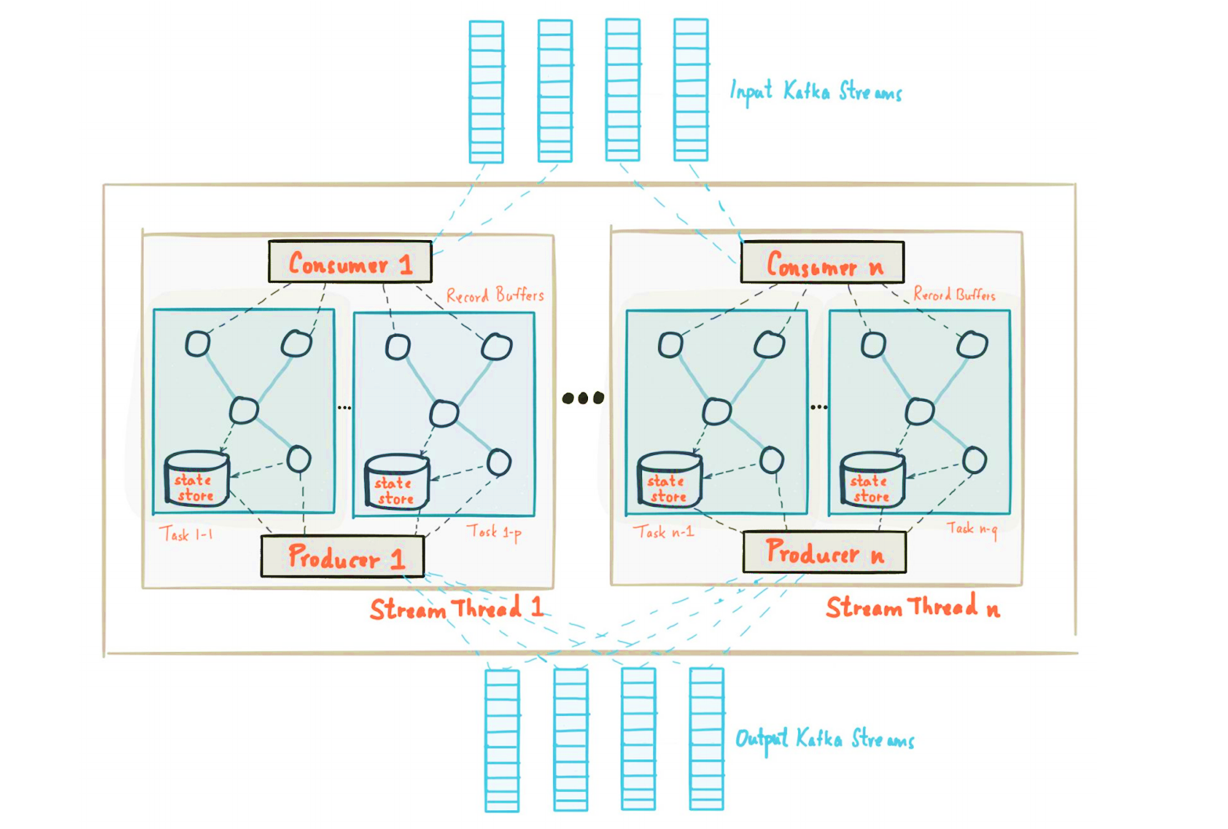 Input Kafka Streams
Consumer 1
Consumer n
Record Buffers
Record Buffers
...
...
...
state
store
state
store
state
store
state
store
Task 1-1
Task 1-p
Task n-1
Task n-q
Producer 1
Producer n
Stream Thread 1
Stream Thread n
Output Kafka Streams